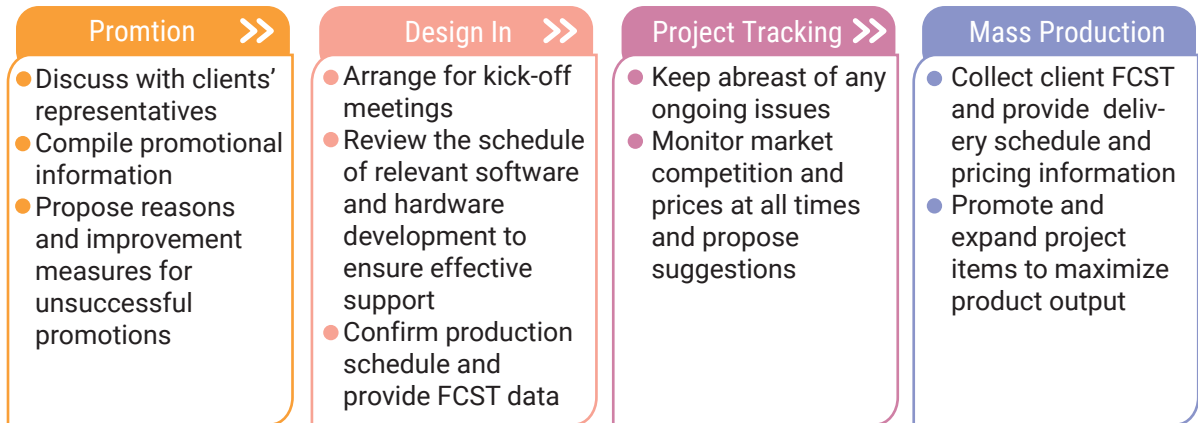 Promtion
Discuss with clients'
representatives
Compile promotional
information
Propose reasons
and improvement
measures for
unsuccessful
promotions
Design In
Arrange for kick-off
meetings
Review the schedule
of relevant software
and hardware
development to
ensure effective
support
Confirm production
schedule and
provide FCST data
Project Tracking
Keep abreast of any
ongoing issues
Monitor market
competition and
prices at all times
and propose
suggestions
Mass Production
Collect client FCST
and provide  deliv-
ery schedule and
pricing information
Promote and
expand project
items to maximize
product output